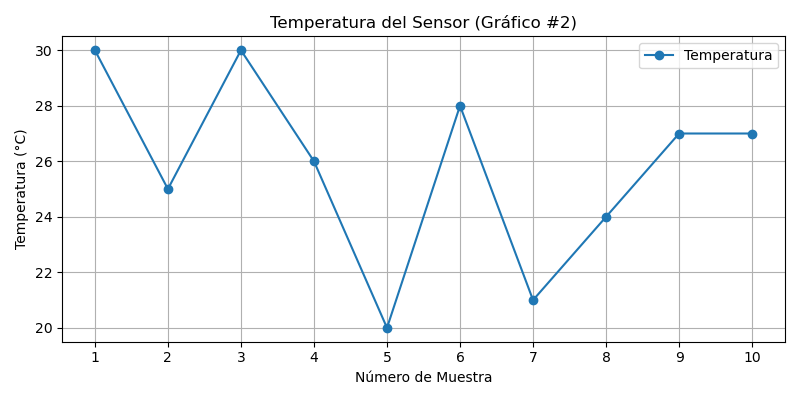 Temperatura del Sensor (Gráfico #2)
Temperatura
30
28
26
24
22
20
Temperatura (°C)
1 2 3 4 5 6 7 8 9 10
Número de Muestra